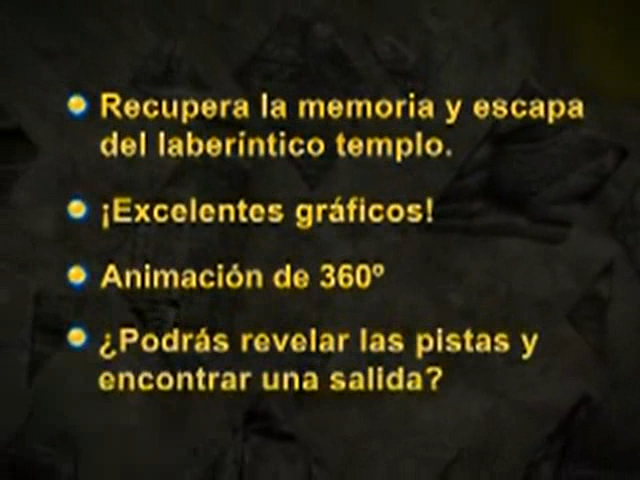 Recupera la memoria y escapa
del laberíntico templo.
¡Excelentes gráficos!
Animación de 360º
¿Podrás revelar las pistas y
encontrar una salida?